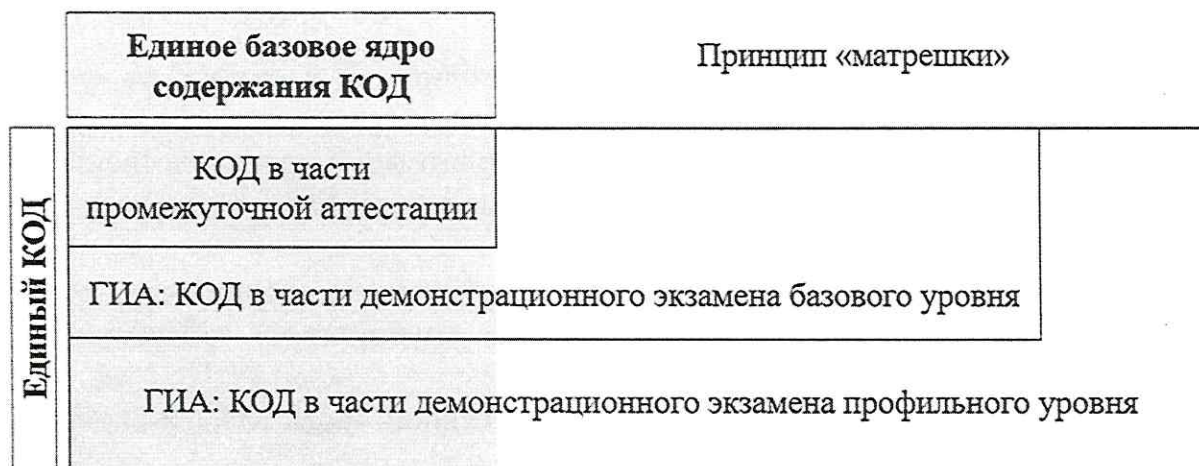 Единое базовое ядро
содержания КОД
Принцип «матрешки»
Единый КОД
КОД в части
промежуточной аттестации
ГИА: КОД в части демонстрационного экзамена базового уровня
ГИА: КОД в части демонстрационного экзамена профильного уровня